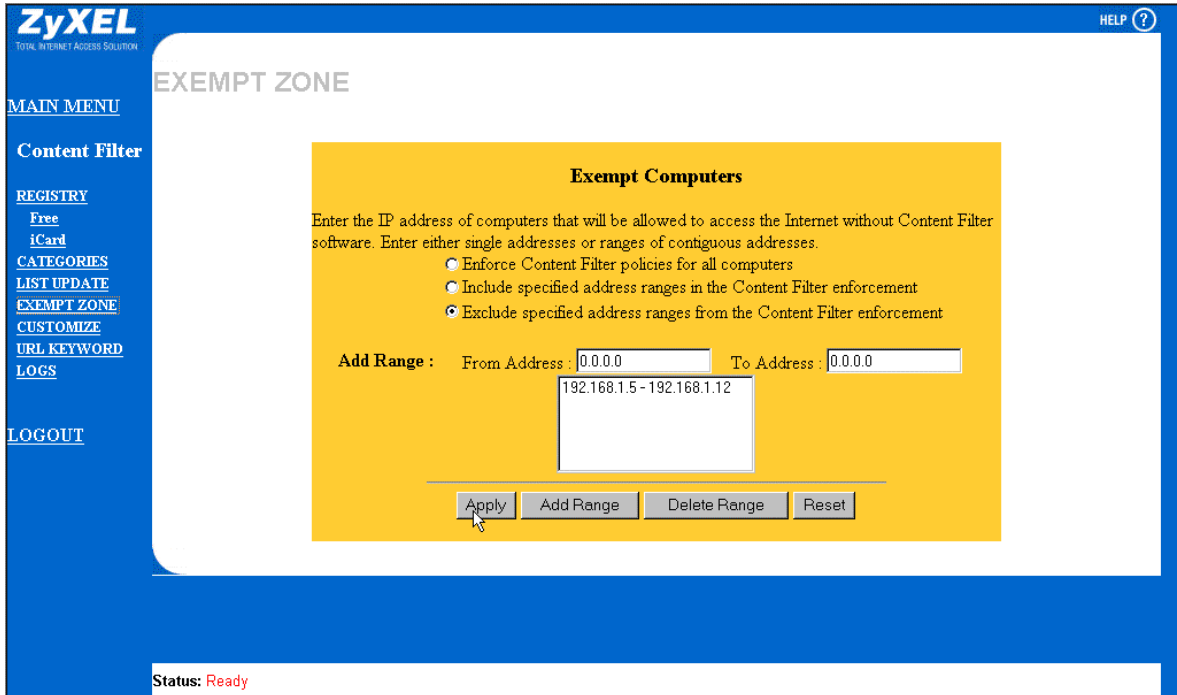 ZyXEL
TOTAL INTERNET ACCESS SOLUTION
HELP ?
MAIN MENU
Content Filter
REGISTRY
Free
iCard
CATEGORIES
LIST UPDATE
EXEMPT ZONE
CUSTOMIZE
URL KEYWORD
LOGS
LOGOUT
EXEMPT ZONE
Exempt Computers
Enter the IP address of computers that will be allowed to access the Internet without Content Filter
software. Enter either single addresses or ranges of contiguous addresses.
Enforce Content Filter policies for all computers
Include specified address ranges in the Content Filter enforcement
Exclude specified address ranges from the Content Filter enforcement
Add Range : From Address : 0.0.0.0 To Address : 0.0.0.0
192.168.1.5 - 192.168.1.12
Apply Add Range Delete Range Reset
Status: Ready